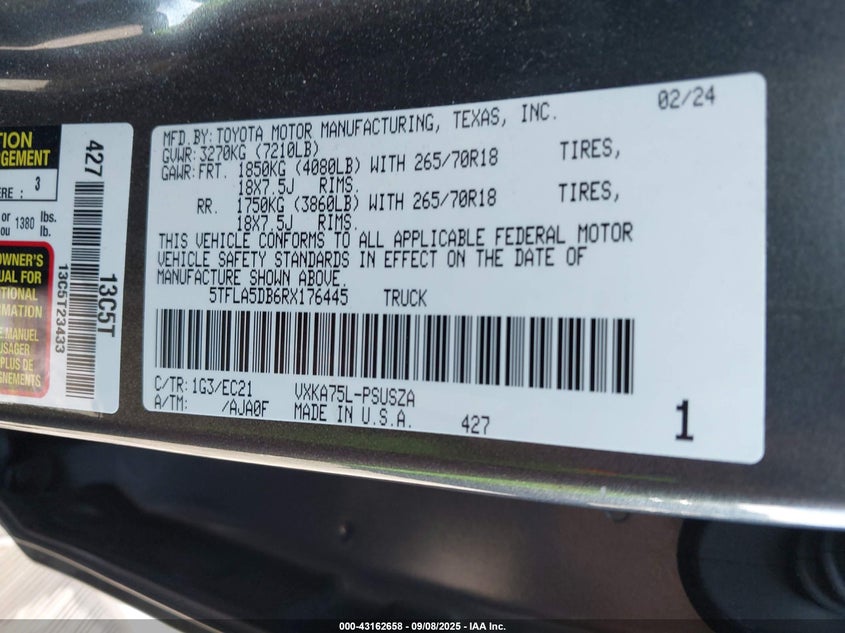 TION
GEMENT
ERE : 3
or
ou 1380 lbs.
lb.
OWNER'S
UAL FOR
TIONAL
RMATION
E MANUEL
USAGER
PLUS DE
GNEMENTS
427
13C5T
13C5T23433
02/24
MFD.BY:TOYOTA MOTOR MANUFACTURING, TEXAS, INC.
GVWR:3270KG (7210LB)
GAWR:FRT. 1850KG (4080LB) WITH 265/70R18 TIRES,
18X7.5J RIMS.
RR. 1750KG (3860LB) WITH 265/70R18 TIRES,
18X7.5J RIMS.
THIS VEHICLE CONFORMS TO ALL APPLICABLE FEDERAL MOTOR
VEHICLE SAFETY STANDARDS IN EFFECT ON THE DATE OF
MANUFACTURE SHOWN ABOVE.
5TFLA5DB6RX176445 TRUCK
C/TR:1G3/EC21 VXKA75L-PSUSZA
A/TM: /AJA0F MADE IN U.S.A. 427 1
000-43162658 - 09/08/2025 - IAA Inc.